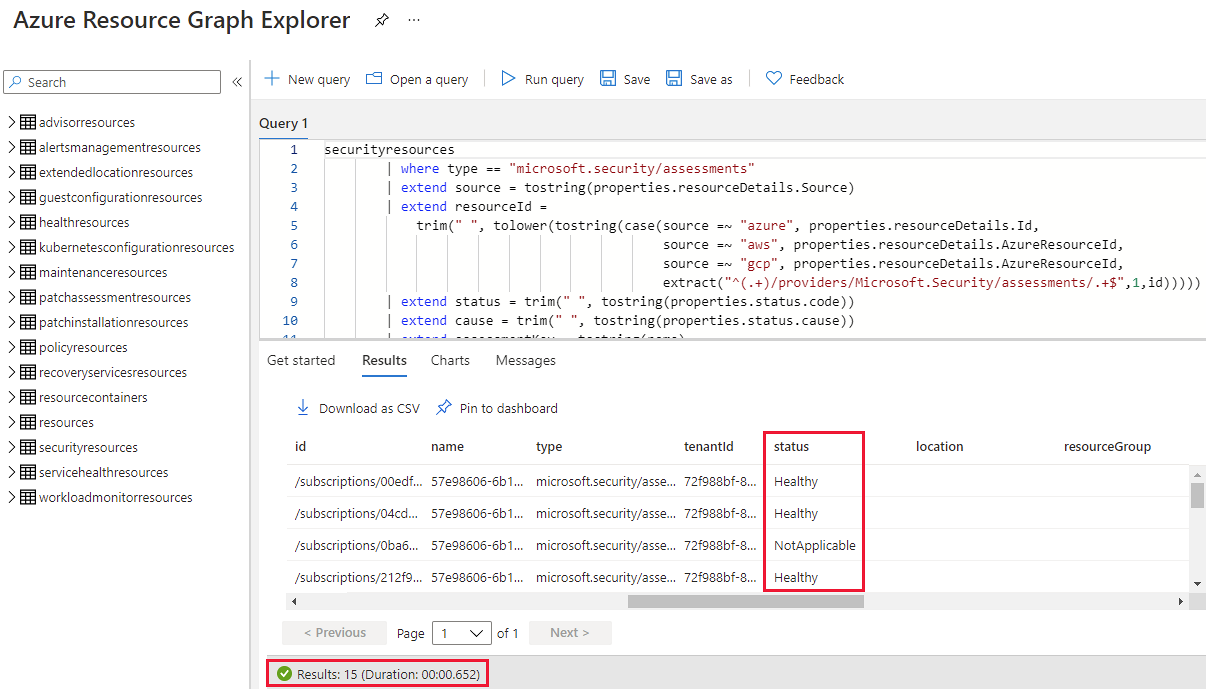 Azure Resource Graph Explorer ...
Search «
New query Open a query Run query Save Save as Feedback
advisorresources
alertsmanagementresources
extendedlocationresources
guestconfigurationresources
healthresources
kubernetesconfigurationresources
maintenanceresources
patchassessmentresources
patchinstallationresources
policyresources
recoveryservicesresources
resourcecontainers
resources
securityresources
servicehealthresources
workloadmonitorresources
Query 1
1 securityresources
2 | where type == "microsoft.security/assessments"
3 | extend source = tostring(properties.resourceDetails.Source)
4 | extend resourceId =
5 trim(" ", tolower(tostring(case(source =~ "azure", properties.resourceDetails.Id,
6 source =~ "aws", properties.resourceDetails.AzureResourceId,
7 source =~ "gcp", properties.resourceDetails.AzureResourceId,
8 extract("^(.+)/providers/Microsoft.Security/assessments/.+$",1,id)))))
9 | extend status = trim(" ", tostring(properties.status.code))
10 | extend cause = trim(" ", tostring(properties.status.cause))
11 | extend assessmentKey = tostring(name)
Get started Results Charts Messages
Download as CSV Pin to dashboard
id name type tenantId status location resourceGroup
/subscriptions/00edf... 57e98606-6b1... microsoft.security/asse... 72f988bf-8... Healthy
/subscriptions/04cd... 57e98606-6b1... microsoft.security/asse... 72f988bf-8... Healthy
/subscriptions/0ba6... 57e98606-6b1... microsoft.security/asse... 72f988bf-8... NotApplicable
/subscriptions/212f9... 57e98606-6b1... microsoft.security/asse... 72f988bf-8... Healthy
< Previous Page 1 of 1 Next >
Results: 15 (Duration: 00:00.652)